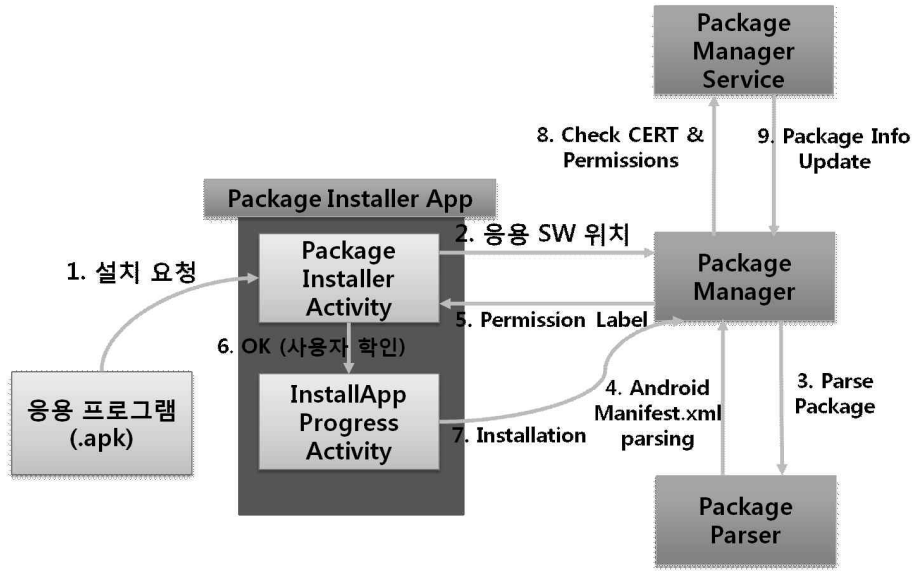 Package
Manager
Service
8. Check CERT &
Permissions
9. Package Info
Update
Package Installer App
Package
Installer
Activity
2. 응용 SW 위치
Package
Manager
1. 설치 요청
5. Permission Label
6. OK (사용자 확인)
응용 프로그램
(.apk)
InstallApp
Progress
Activity
7. Installation
4. Android
Manifest.xml
parsing
3. Parse
Package
Package
Parser